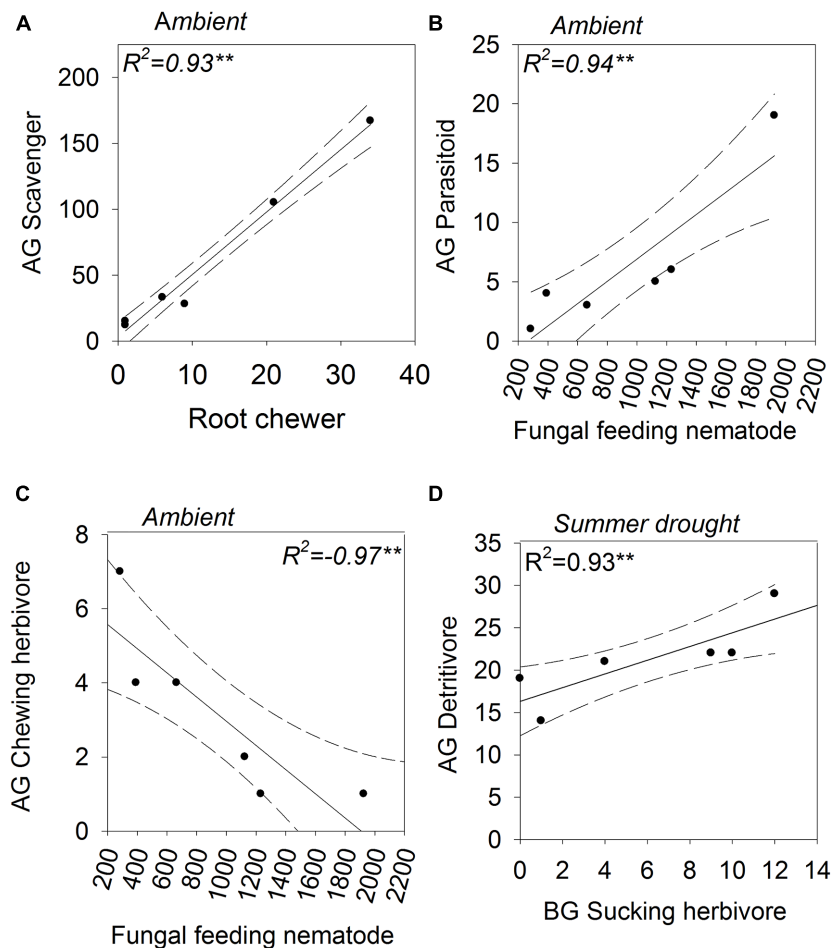 A
Ambient
R²=0.93**
AG Scavenger
200
150
100
50
0
0 10 20 30 40
Root chewer
B
Ambient
R²=0.94**
AG Parasitoid
25
20
15
10
5
0
200 400 600 800 1000 1200 1400 1600 1800 2000 2200
Fungal feeding nematode
C
Ambient
R²=-0.97**
AG Chewing herbivore
8
6
4
2
0
200 400 600 800 1000 1200 1400 1600 1800 2000 2200
Fungal feeding nematode
D
Summer drought
R²=0.93**
AG Detritivore
35
30
25
20
15
10
5
0
0 2 4 6 8 10 12 14
BG Sucking herbivore